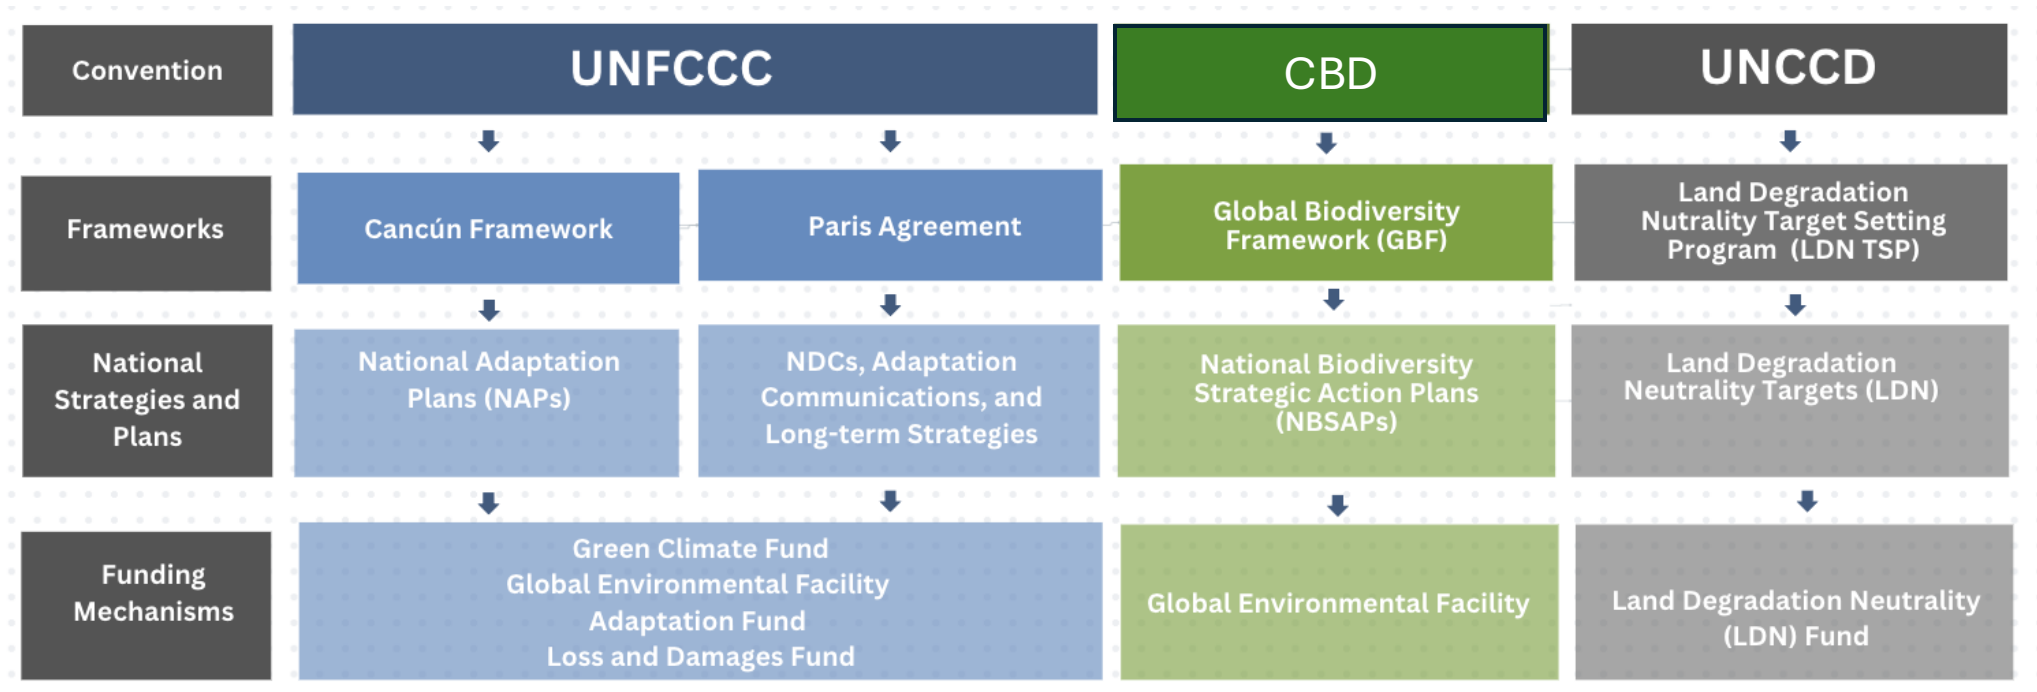 Convention
UNFCCC
CBD
UNCCD
Frameworks
Cancún Framework
Paris Agreement
Global Biodiversity
Framework (GBF)
Land Degradation
Nutrality Target Setting
Program (LDN TSP)
National
Strategies and
Plans
National Adaptation
Plans (NAPs)
NDCs, Adaptation
Communications, and
Long-term Strategies
National Biodiversity
Strategic Action Plans
(NBSAPs)
Land Degradation
Neutrality Targets (LDN)
Funding
Mechanisms
Green Climate Fund
Global Environmental Facility
Adaptation Fund
Loss and Damages Fund
Global Environmental Facility
Land Degradation Neutrality
(LDN) Fund